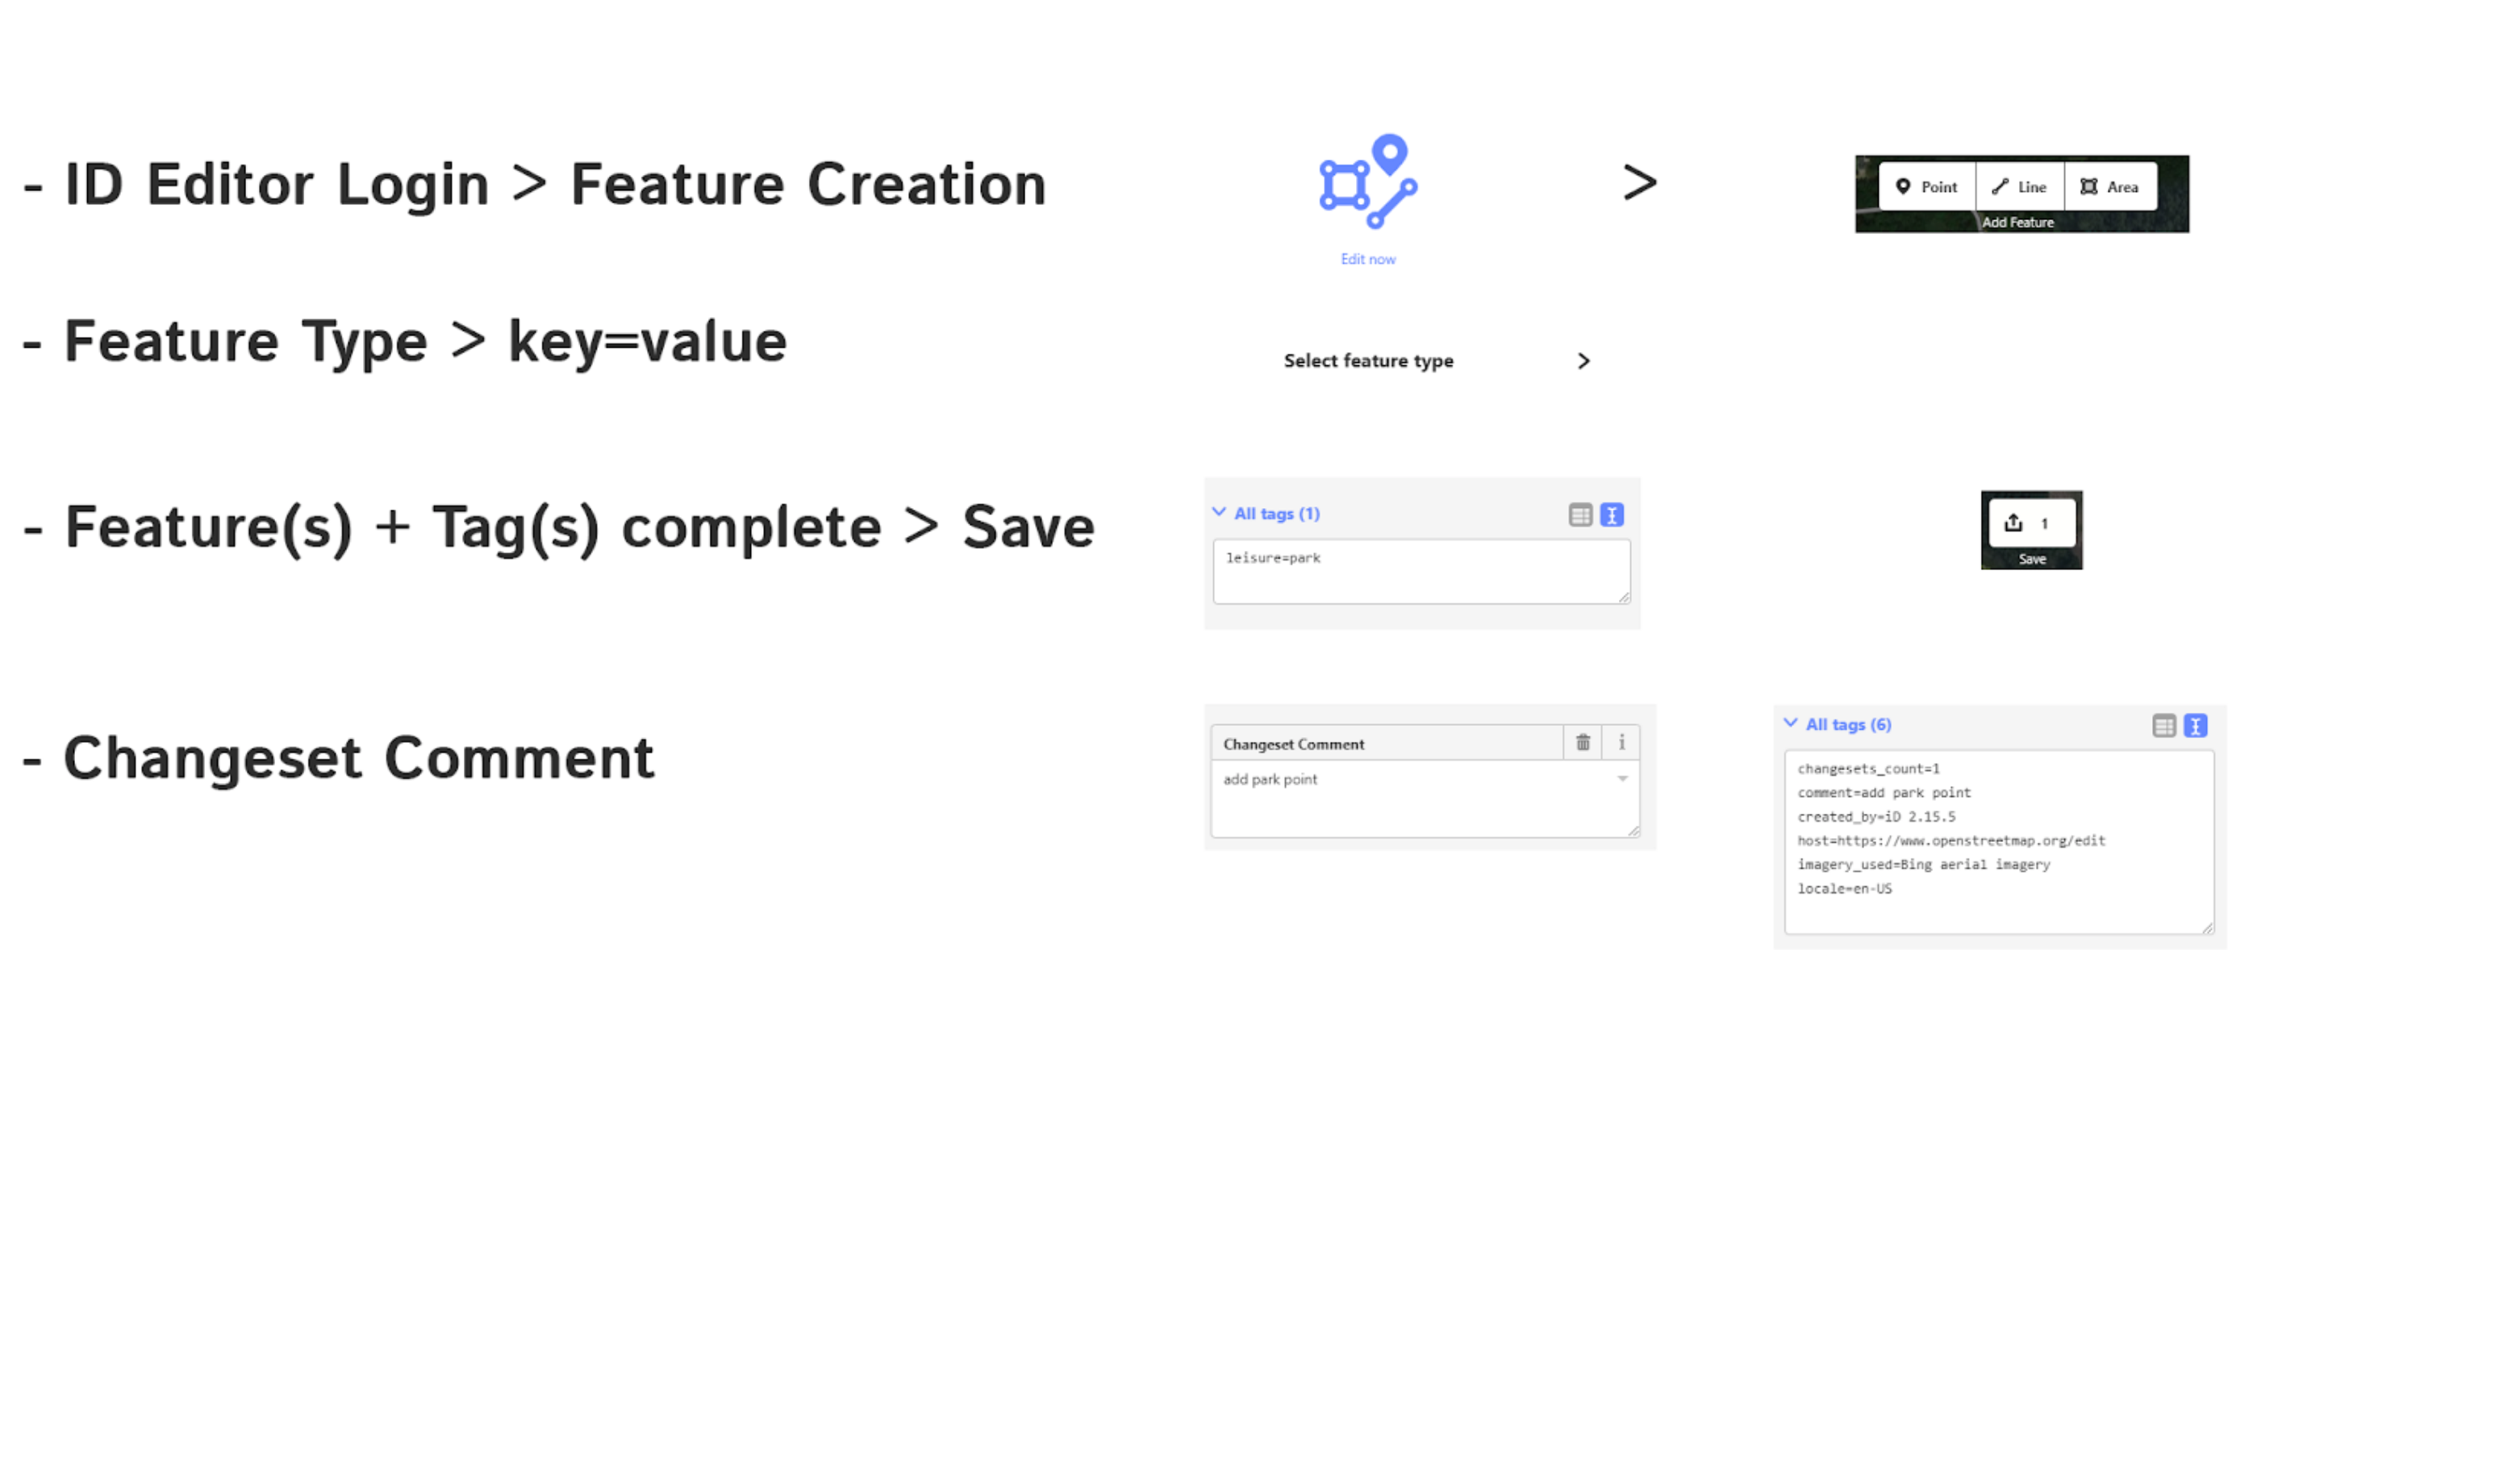 - ID Editor Login > Feature Creation
Edit now
>
Point Line Area
Add Feature
- Feature Type > key=value
Select feature type >
- Feature(s) + Tag(s) complete > Save
All tags (1)
leisure=park
1
Save
- Changeset Comment
Changeset Comment i
add park point
All tags (6)
changesets_count=1
comment=add park point
created_by=iD 2.15.5
host=https://www.openstreetmap.org/edit
imagery_used=Bing aerial imagery
locale=en-US